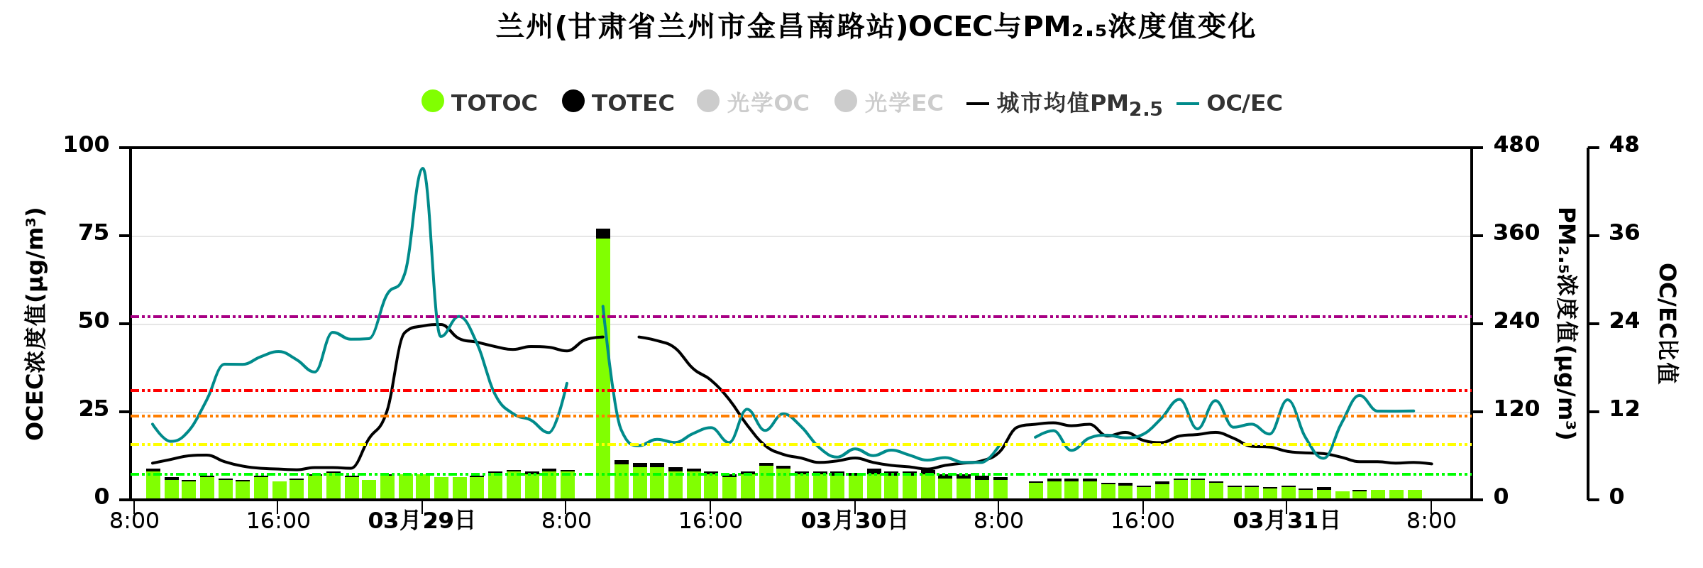 兰州(甘肃省兰州市金昌南路站)OCEC与PM₂.₅浓度值变化
TOTOC TOTEC 光学OC 光学EC 城市均值PM2.5 OC/EC
100 480 48
75 360 36
50 240 24
25 120 12
0 0 0
OCEC浓度值(μg/m³)
PM₂.₅浓度值(μg/m³)
OC/EC比值
8:00 16:00 03月29日 8:00 16:00 03月30日 8:00 16:00 03月31日 8:00